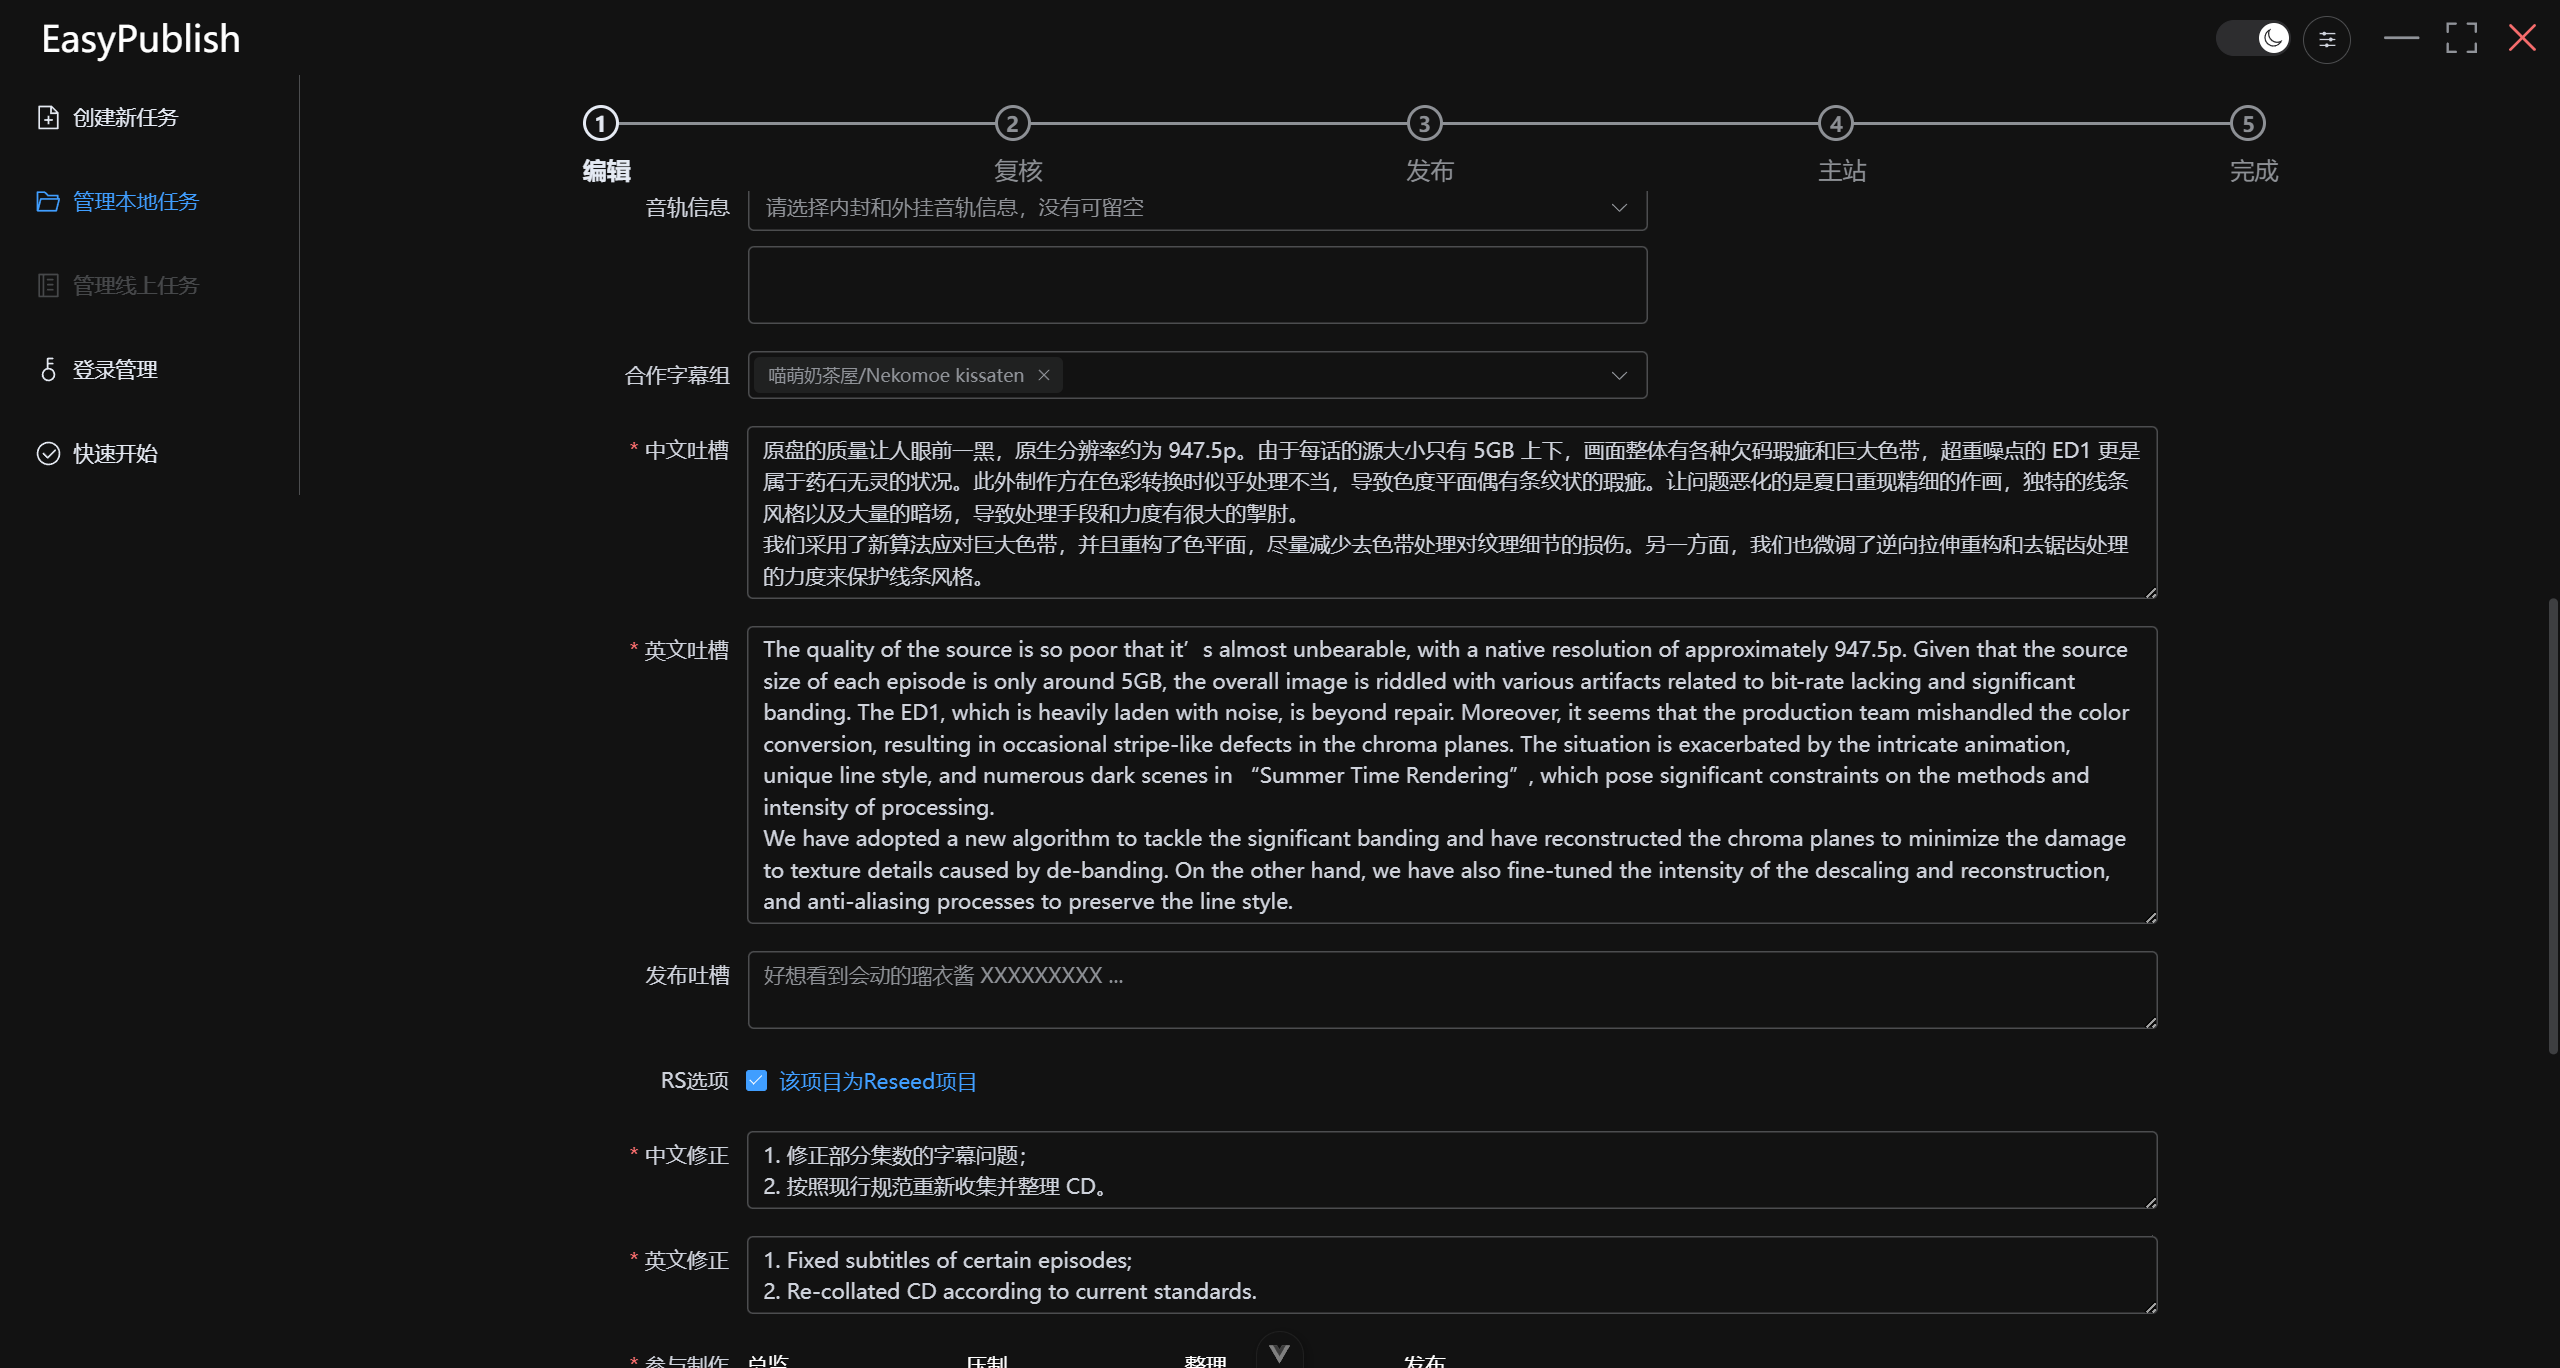 EasyPublish
创建新任务
管理本地任务
管理线上任务
登录管理
快速开始
1
2
3
4
5
编辑
复核
发布
主站
完成
音轨信息
请选择内封和外挂音轨信息，没有可留空
合作字幕组
喵萌奶茶屋/Nekomoe kissaten
* 中文吐槽
原盘的质量让人眼前一黑，原生分辨率约为 947.5p。由于每话的源大小只有 5GB 上下，画面整体有各种欠码瑕疵和巨大色带，超重噪点的 ED1 更是
属于药石无灵的状况。此外制作方在色彩转换时似乎处理不当，导致色度平面偶有条纹状的瑕疵。让问题恶化的是夏日重现精细的作画，独特的线条
风格以及大量的暗场，导致处理手段和力度有很大的掣肘。
我们采用了新算法应对巨大色带，并且重构了色平面，尽量减少去色带处理对纹理细节的损伤。另一方面，我们也微调了逆向拉伸重构和去锯齿处理
的力度来保护线条风格。
* 英文吐槽
The quality of the source is so poor that it’s almost unbearable, with a native resolution of approximately 947.5p. Given that the source
size of each episode is only around 5GB, the overall image is riddled with various artifacts related to bit-rate lacking and significant
banding. The ED1, which is heavily laden with noise, is beyond repair. Moreover, it seems that the production team mishandled the color
conversion, resulting in occasional stripe-like defects in the chroma planes. The situation is exacerbated by the intricate animation,
unique line style, and numerous dark scenes in “Summer Time Rendering”, which pose significant constraints on the methods and
intensity of processing.
We have adopted a new algorithm to tackle the significant banding and have reconstructed the chroma planes to minimize the damage
to texture details caused by de-banding. On the other hand, we have also fine-tuned the intensity of the descaling and reconstruction,
and anti-aliasing processes to preserve the line style.
发布吐槽
好想看到会动的瑠衣酱 XXXXXXXXX ...
RS选项
该项目为Reseed项目
* 中文修正
1. 修正部分集数的字幕问题；
2. 按照现行规范重新收集并整理 CD。
* 英文修正
1. Fixed subtitles of certain episodes;
2. Re-collated CD according to current standards.
* 参与制作
总监
压制
整理
发布